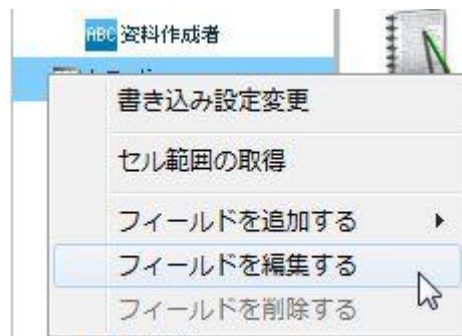 ABC 資料作成者
書き込み設定変更
セル範囲の取得
フィールドを追加する
フィールドを編集する
フィールドを削除する